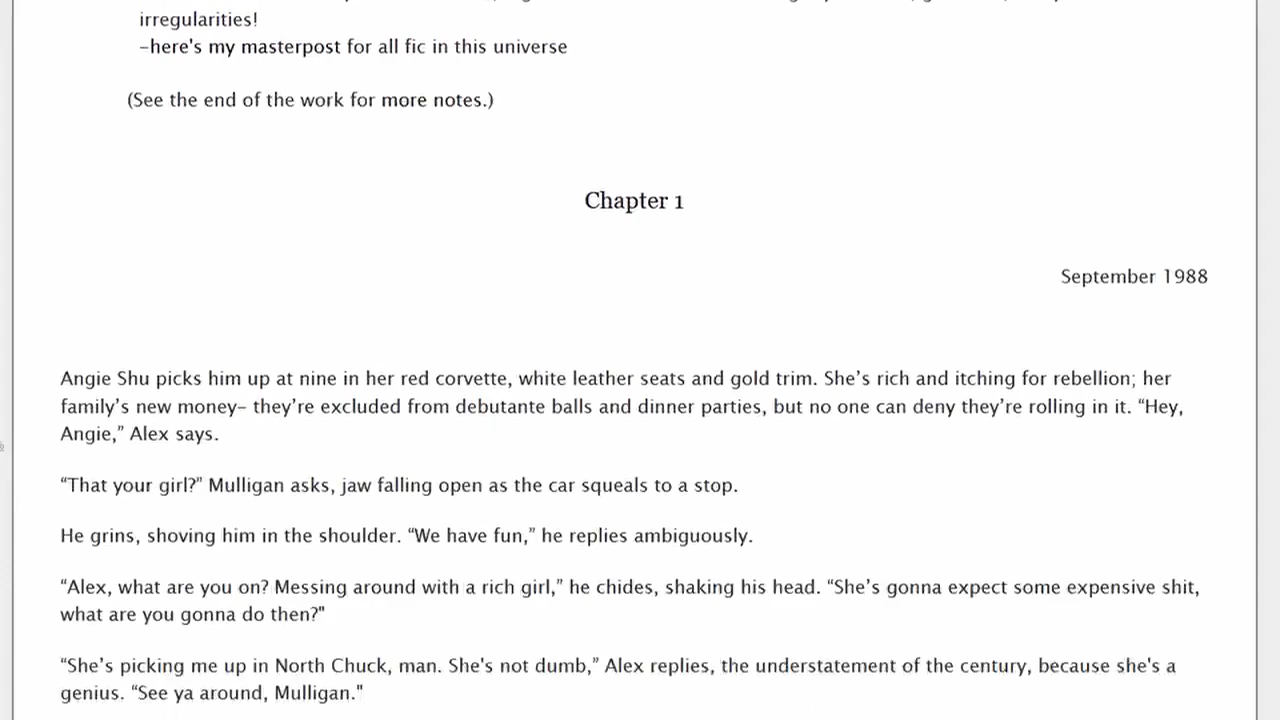 irregularities!
–here's my masterpost for all fic in this universe
(See the end of the work for more notes.)
Chapter 1
September 1988
Angie Shu picks him up at nine in her red corvette, white leather seats and gold trim. She’s rich and itching for rebellion; her
family’s new money– they’re excluded from debutante balls and dinner parties, but no one can deny they’re rolling in it. “Hey,
Angie,” Alex says.
“That your girl?” Mulligan asks, jaw falling open as the car squeals to a stop.
He grins, shoving him in the shoulder. “We have fun,” he replies ambiguously.
“Alex, what are you on? Messing around with a rich girl,” he chides, shaking his head. “She’s gonna expect some expensive shit,
what are you gonna do then?"
“She’s picking me up in North Chuck, man. She's not dumb,” Alex replies, the understatement of the century, because she's a
genius. “See ya around, Mulligan."